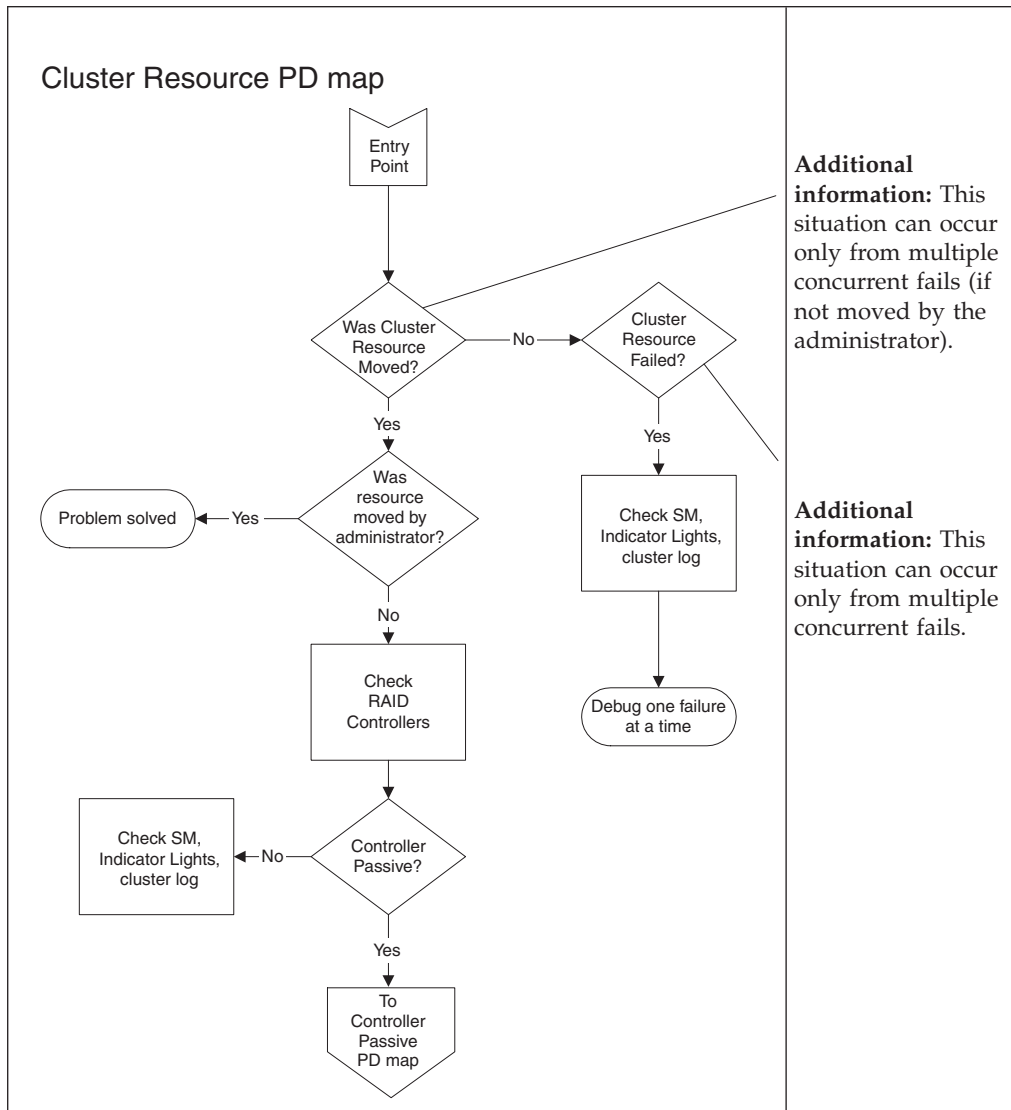 Cluster Resource PD map
Entry
Point
Was Cluster
Resource
Moved?
No
Cluster
Resource
Failed?
Yes
Yes
Was
resource
moved by
administrator?
Yes
Problem solved
Check SM,
Indicator Lights,
cluster log
No
Check
RAID
Controllers
Debug one failure
at a time
Controller
Passive?
No
Check SM,
Indicator Lights,
cluster log
Yes
To
Controller
Passive
PD map
Additional
information: This
situation can occur
only from multiple
concurrent fails (if
not moved by the
administrator).
Additional
information: This
situation can occur
only from multiple
concurrent fails.